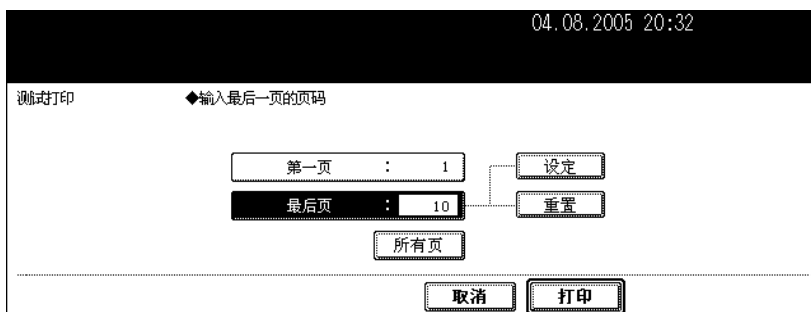 04.08.2005 20:32
测试打印 ◆输入最后一页的页码
第一页 : 1 设定
最后页 : 10 重置
所有页
取消 打印